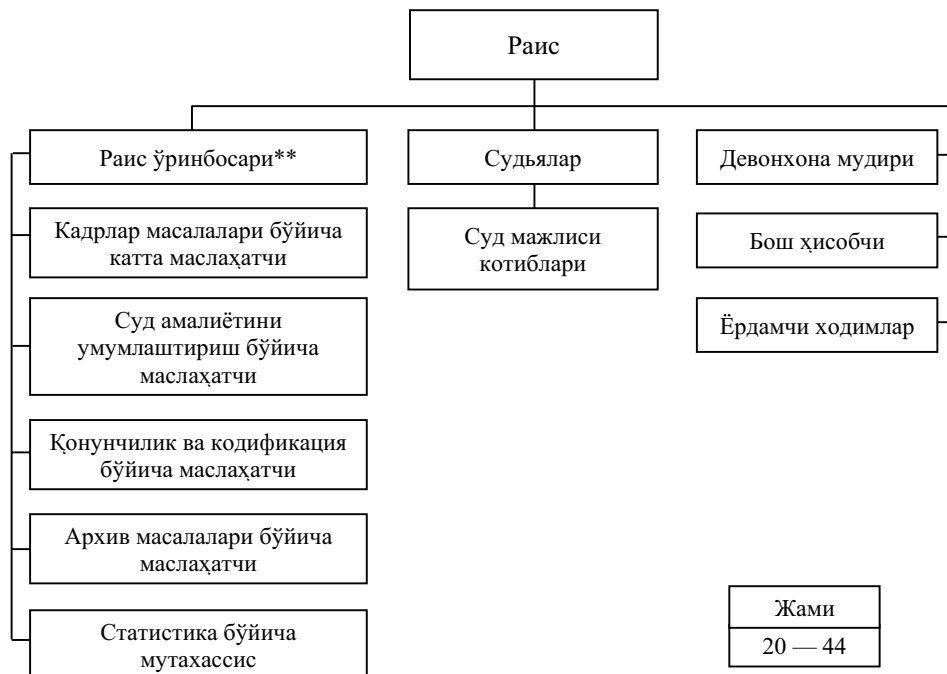 Раис
Раис ўринбосари**
Кадрлар масалалари бўйича
катта маслаҳатчи
Суд амалиётини
умумлаштириш бўйича
маслаҳатчи
Қонунчилик ва кодификация
бўйича маслаҳатчи
Архив масалалари бўйича
маслаҳатчи
Статистика бўйича
мутахассис
Судьялар
Суд мажлиси
котиблари
Девонхона мудири
Бош ҳисобчи
Ёрдамчи ходимлар
Жами
20 — 44